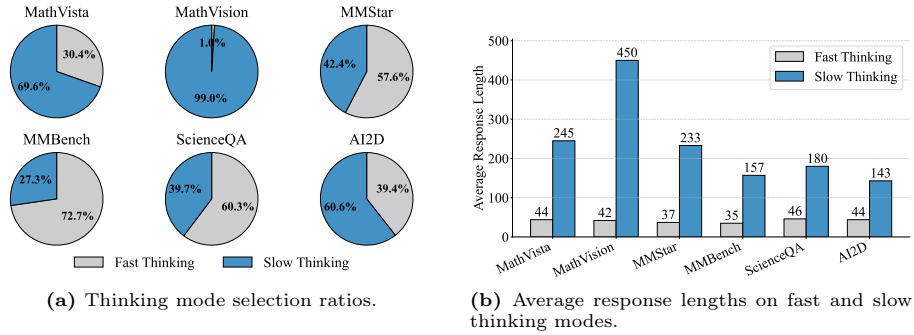 MathVista
MathVision
MMStar
30.4%
69.6%
1.0%
99.0%
42.4%
57.6%
MMBench
ScienceQA
AI2D
27.3%
72.7%
39.7%
60.3%
39.4%
60.6%
Fast Thinking
Slow Thinking
(a) Thinking mode selection ratios.
Average Response Length
500
400
300
200
100
0
Fast Thinking
Slow Thinking
44
245
42
450
37
233
35
157
46
180
44
143
MathVista
MathVision
MMStar
MMBench
ScienceQA
AI2D
(b) Average response lengths on fast and slow
thinking modes.